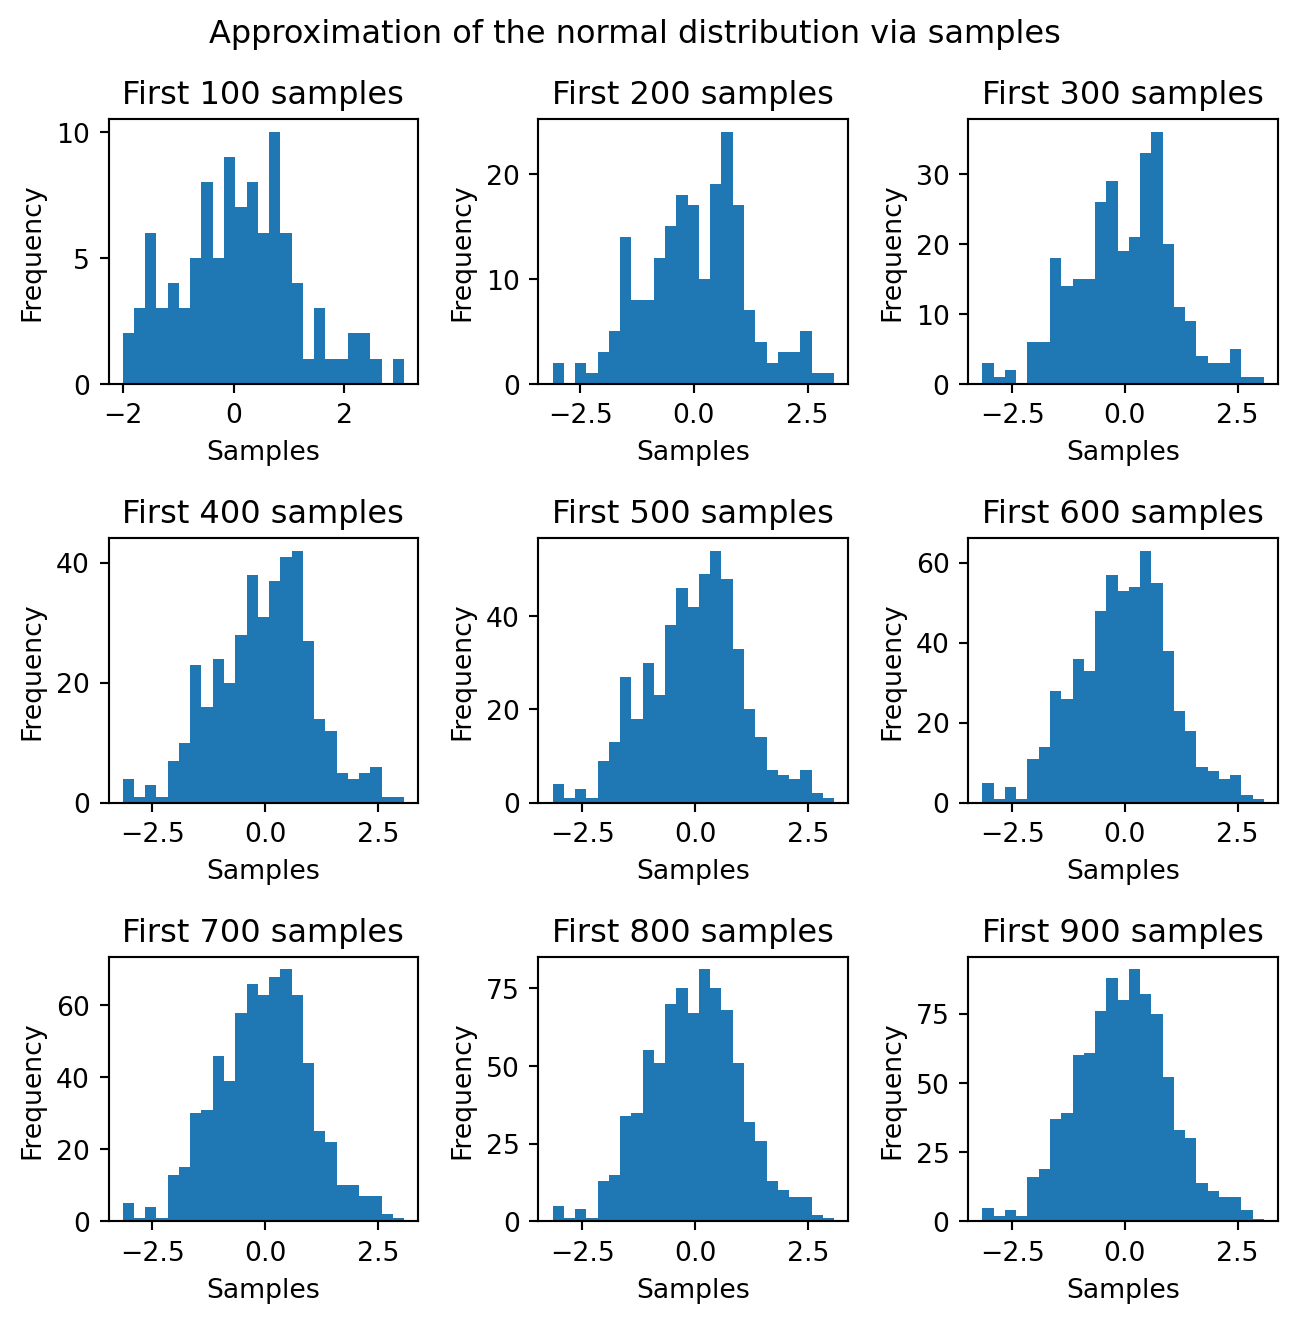 Approximation of the normal distribution via samples
First 100 samples
10
5
0
Frequency
−2 0 2
Samples
First 200 samples
20
10
0
Frequency
−2.5 0.0 2.5
Samples
First 300 samples
30
20
10
0
Frequency
−2.5 0.0 2.5
Samples
First 400 samples
40
20
0
Frequency
−2.5 0.0 2.5
Samples
First 500 samples
40
20
0
Frequency
−2.5 0.0 2.5
Samples
First 600 samples
60
40
20
0
Frequency
−2.5 0.0 2.5
Samples
First 700 samples
60
40
20
0
Frequency
−2.5 0.0 2.5
Samples
First 800 samples
75
50
25
0
Frequency
−2.5 0.0 2.5
Samples
First 900 samples
75
50
25
0
Frequency
−2.5 0.0 2.5
Samples